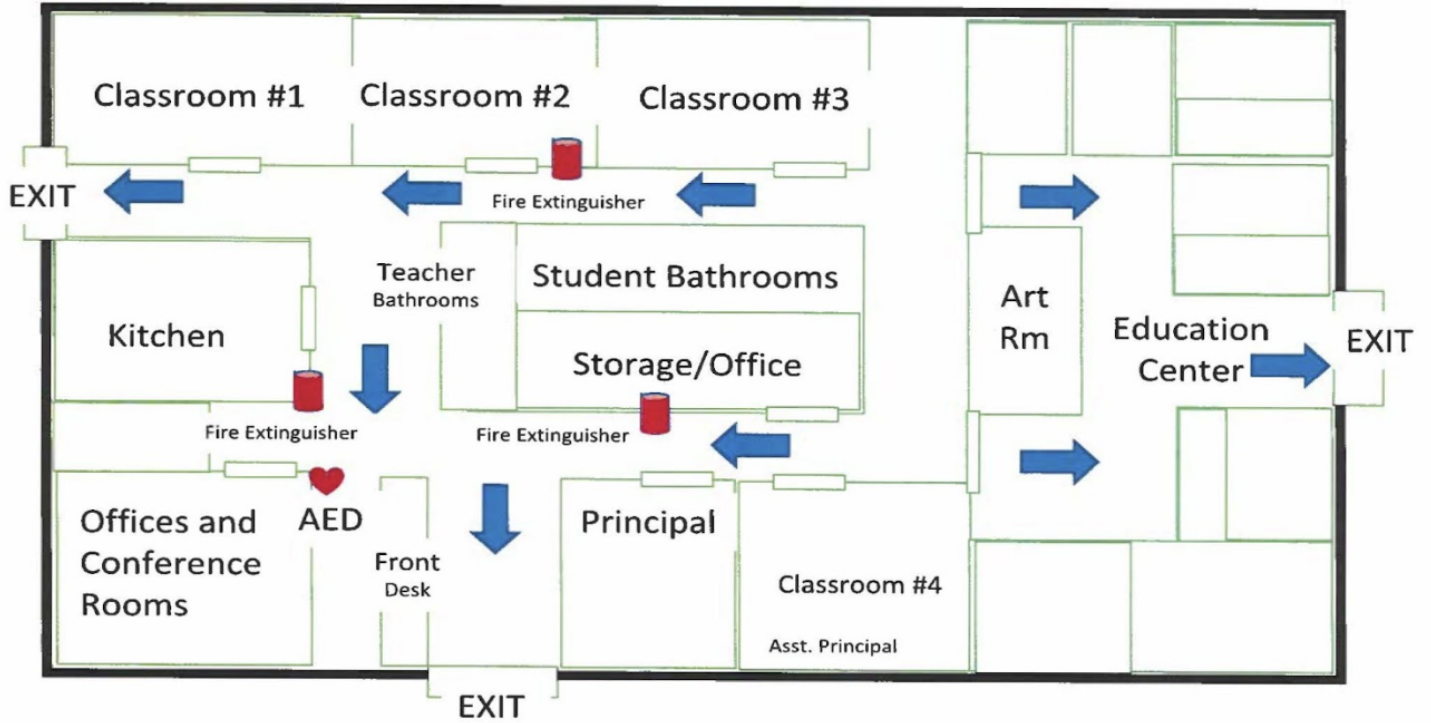 Classroom #1
Classroom #2
Classroom #3
EXIT
Fire Extinguisher
Teacher
Bathrooms
Student Bathrooms
Kitchen
Storage/Office
Art
Rm
Education
Center
EXIT
Fire Extinguisher
Fire Extinguisher
Offices and
Conference
Rooms
AED
Front
Desk
Principal
Classroom #4
Asst. Principal
EXIT